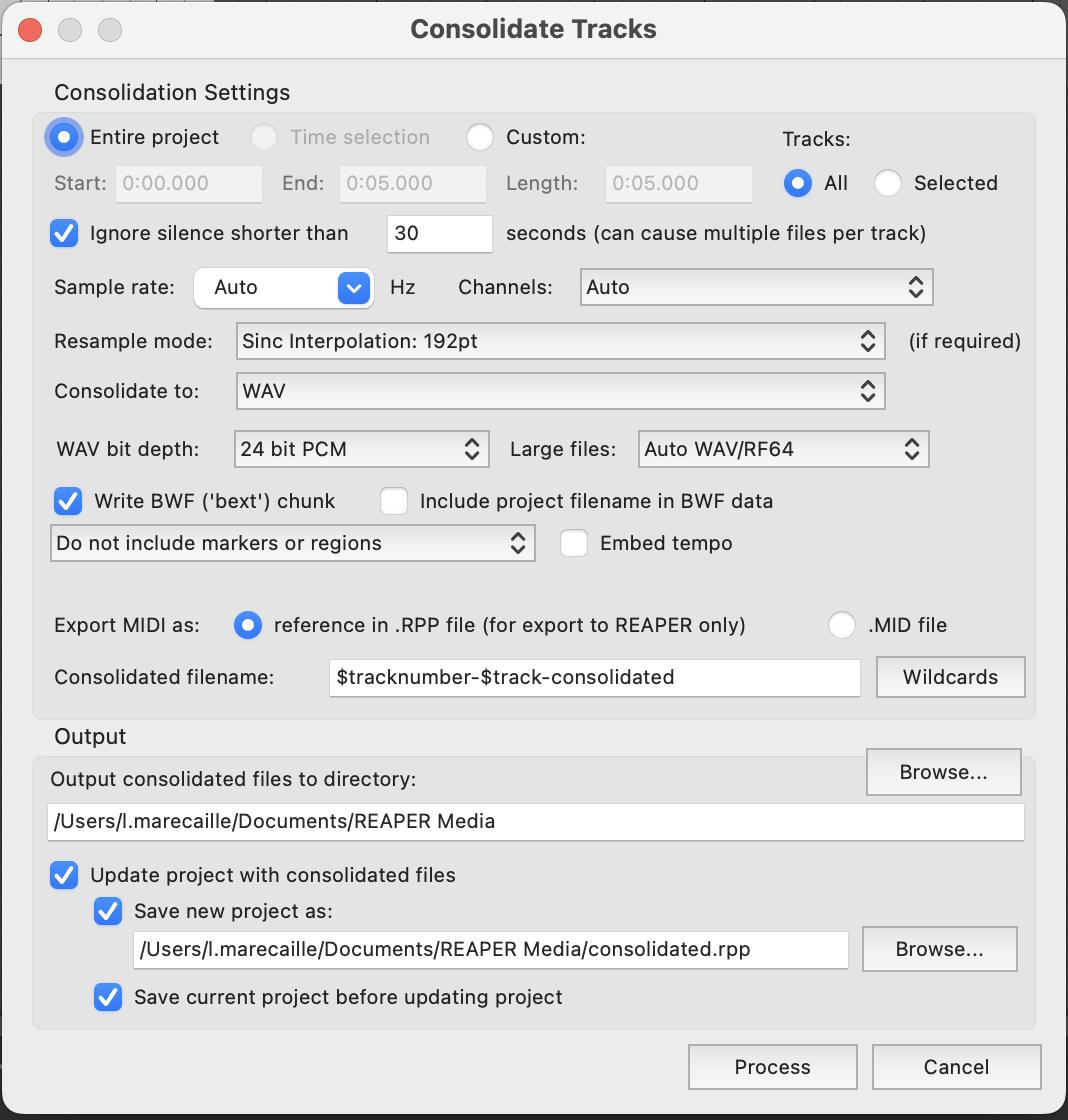 Consolidate Tracks
Consolidation Settings
Entire project Time selection Custom: Tracks:
Start: 0:00.000 End: 0:05.000 Length: 0:05.000 All Selected
Ignore silence shorter than 30 seconds (can cause multiple files per track)
Sample rate: Auto Hz Channels: Auto
Resample mode: Sinc Interpolation: 192pt (if required)
Consolidate to: WAV
WAV bit depth: 24 bit PCM Large files: Auto WAV/RF64
Write BWF ('bext') chunk Include project filename in BWF data
Do not include markers or regions Embed tempo
Export MIDI as: reference in .RPP file (for export to REAPER only) .MID file
Consolidated filename: $tracknumber-$track-consolidated Wildcards
Output
Output consolidated files to directory: Browse...
/Users/l.marecaille/Documents/REAPER Media
Update project with consolidated files
Save new project as:
/Users/l.marecaille/Documents/REAPER Media/consolidated.rpp Browse...
Save current project before updating project
Process Cancel